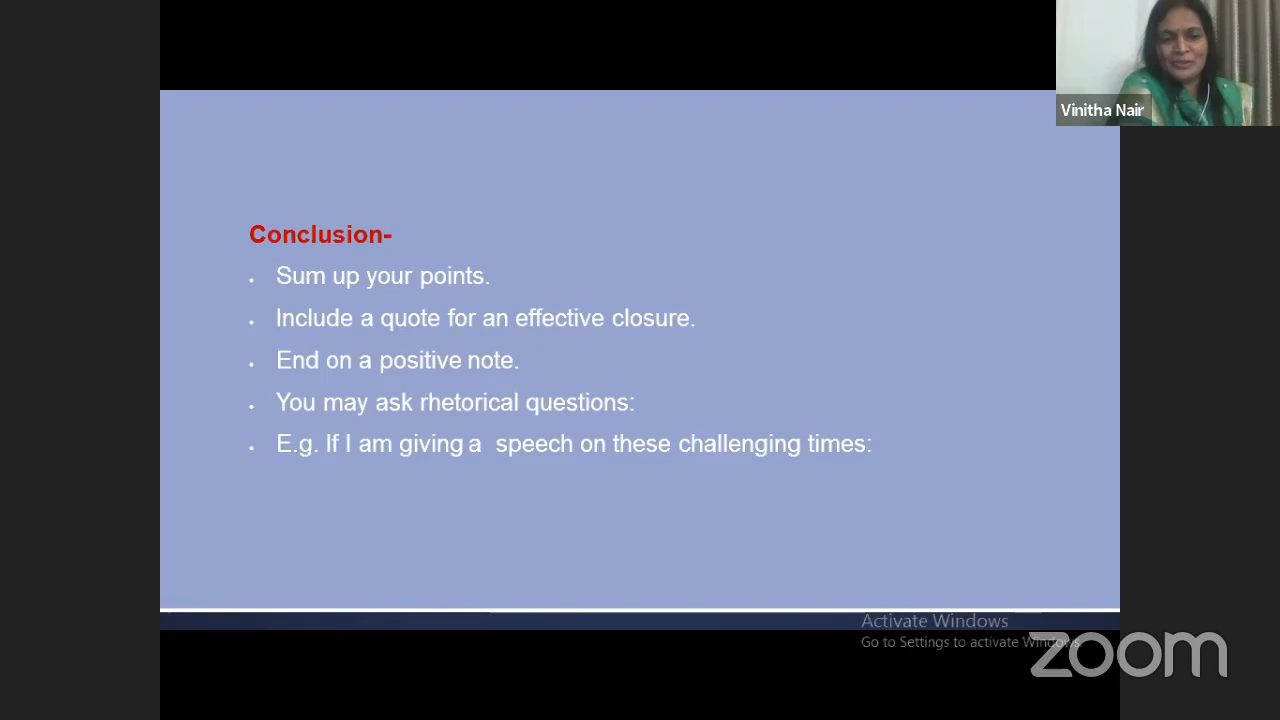 Vinitha Nair
Conclusion-
• Sum up your points.
• Include a quote for an effective closure.
• End on a positive note.
• You may ask rhetorical questions:
• E.g. If I am giving a speech on these challenging times:
Activate Windows
Go to Settings to activate Windows.
zoom